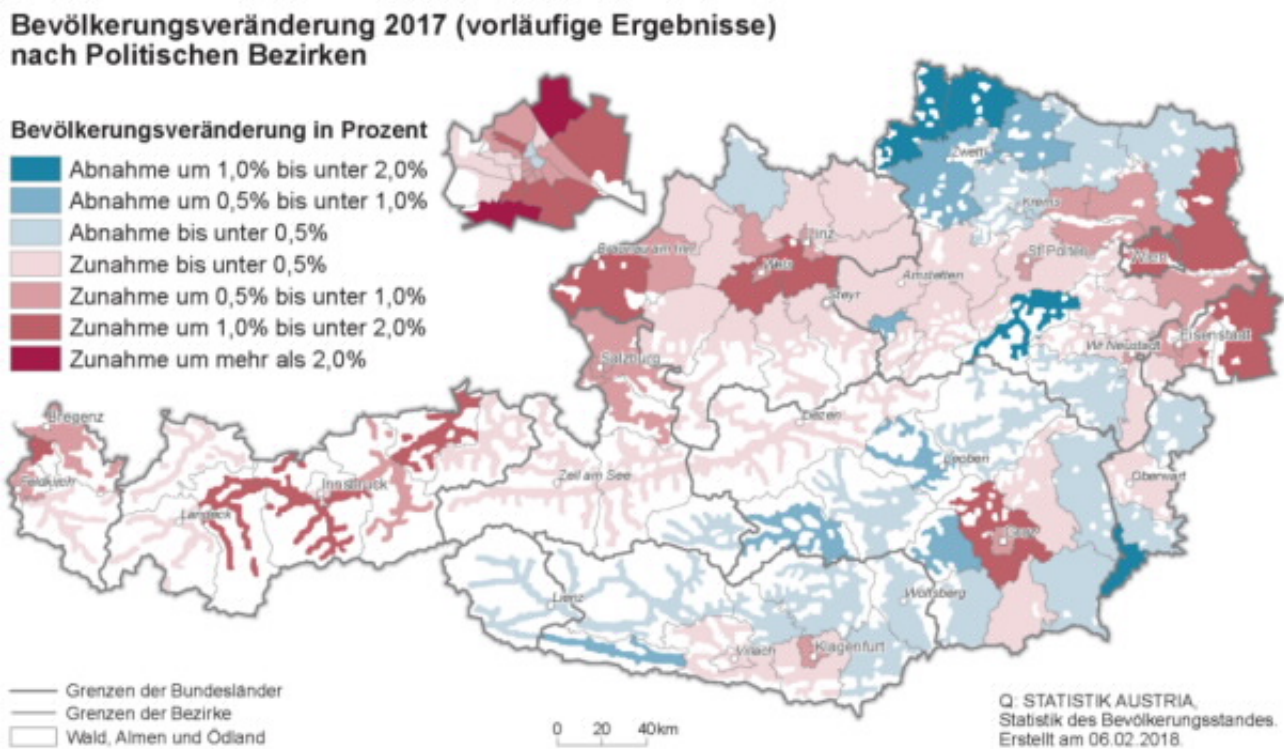 Bevölkerungsveränderung 2017 (vorläufige Ergebnisse)
nach Politischen Bezirken
Bevölkerungsveränderung in Prozent
Abnahme um 1,0% bis unter 2,0%
Abnahme um 0,5% bis unter 1,0%
Abnahme bis unter 0,5%
Zunahme bis unter 0,5%
Zunahme um 0,5% bis unter 1,0%
Zunahme um 1,0% bis unter 2,0%
Zunahme um mehr als 2,0%
Zwettl
Krems
Linz
Braunau am Inn
Wels
St.Pölten
Wien
Amstetten
Steyr
Eisenstadt
Wr.Neustadt
Salzburg
Bregenz
Liezen
Leoben
Feldkirch
Zell am See
Oberwart
Innsbruck
Landeck
Graz
Lienz
Wolfsberg
Villach
Klagenfurt
Grenzen der Bundesländer
Grenzen der Bezirke
Wald, Almen und Ödland
0 20 40km
Q: STATISTIK AUSTRIA,
Statistik des Bevölkerungsstandes.
Erstellt am 06.02.2018.